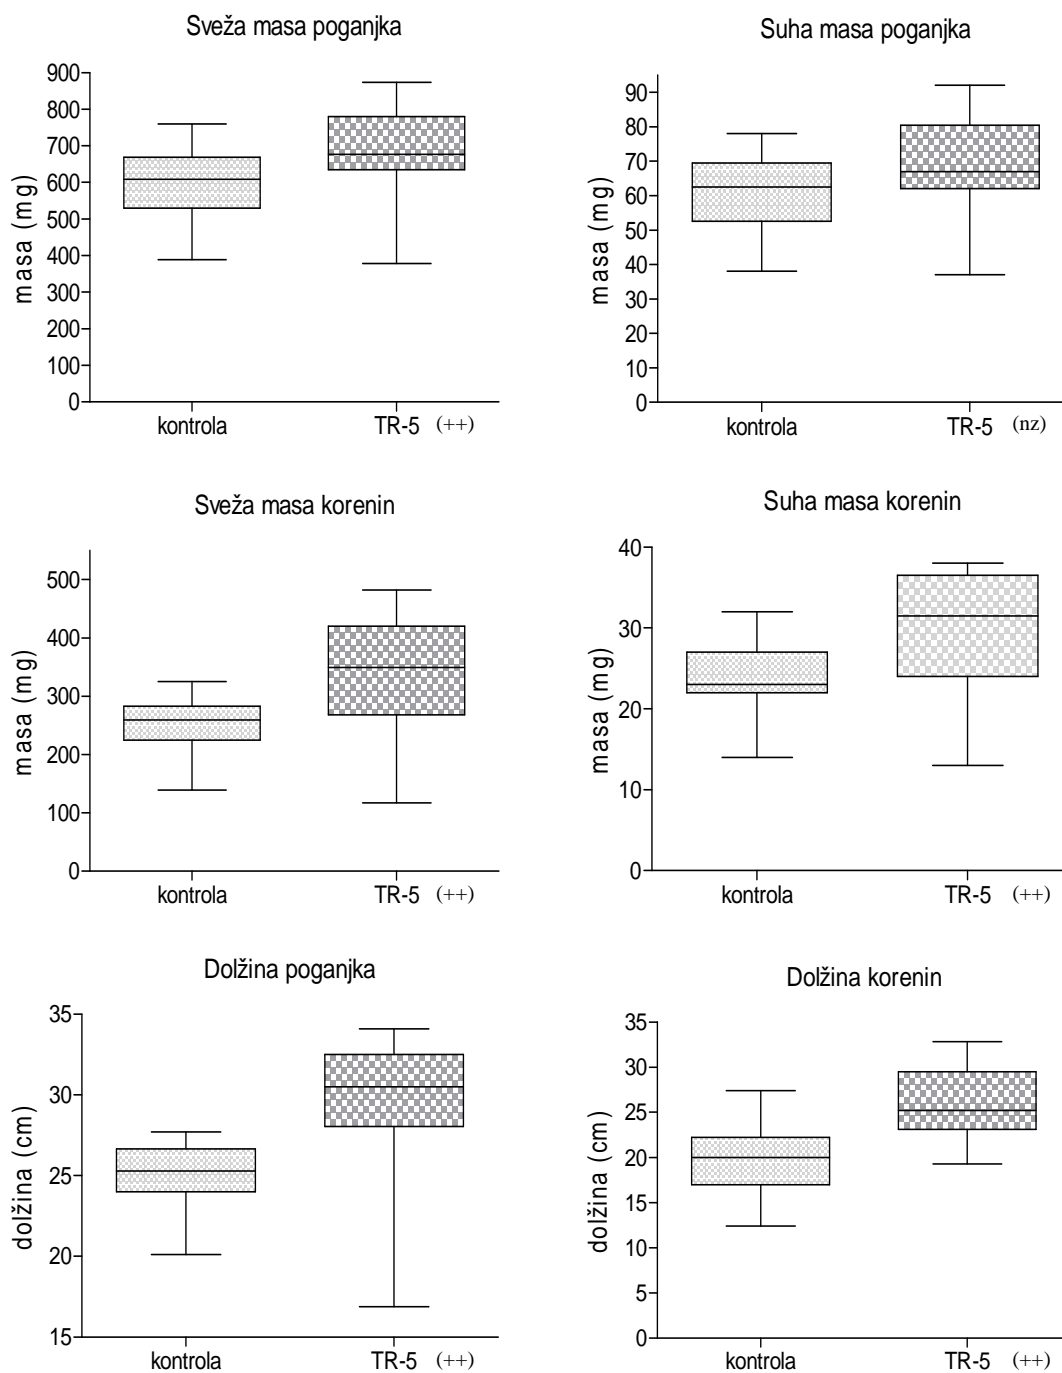 Sveža masa poganjka
masa (mg)
900
800
700
600
500
400
300
200
100
0
kontrola
TR-5 (++)
Suha masa poganjka
masa (mg)
90
80
70
60
50
40
30
20
10
0
kontrola
TR-5 (nz)
Sveža masa korenin
masa (mg)
500
400
300
200
100
0
kontrola
TR-5 (++)
Suha masa korenin
masa (mg)
40
30
20
10
0
kontrola
TR-5 (++)
Dolžina poganjka
dolžina (cm)
35
30
25
20
15
kontrola
TR-5 (++)
Dolžina korenin
dolžina (cm)
35
30
25
20
15
10
5
0
kontrola
TR-5 (++)